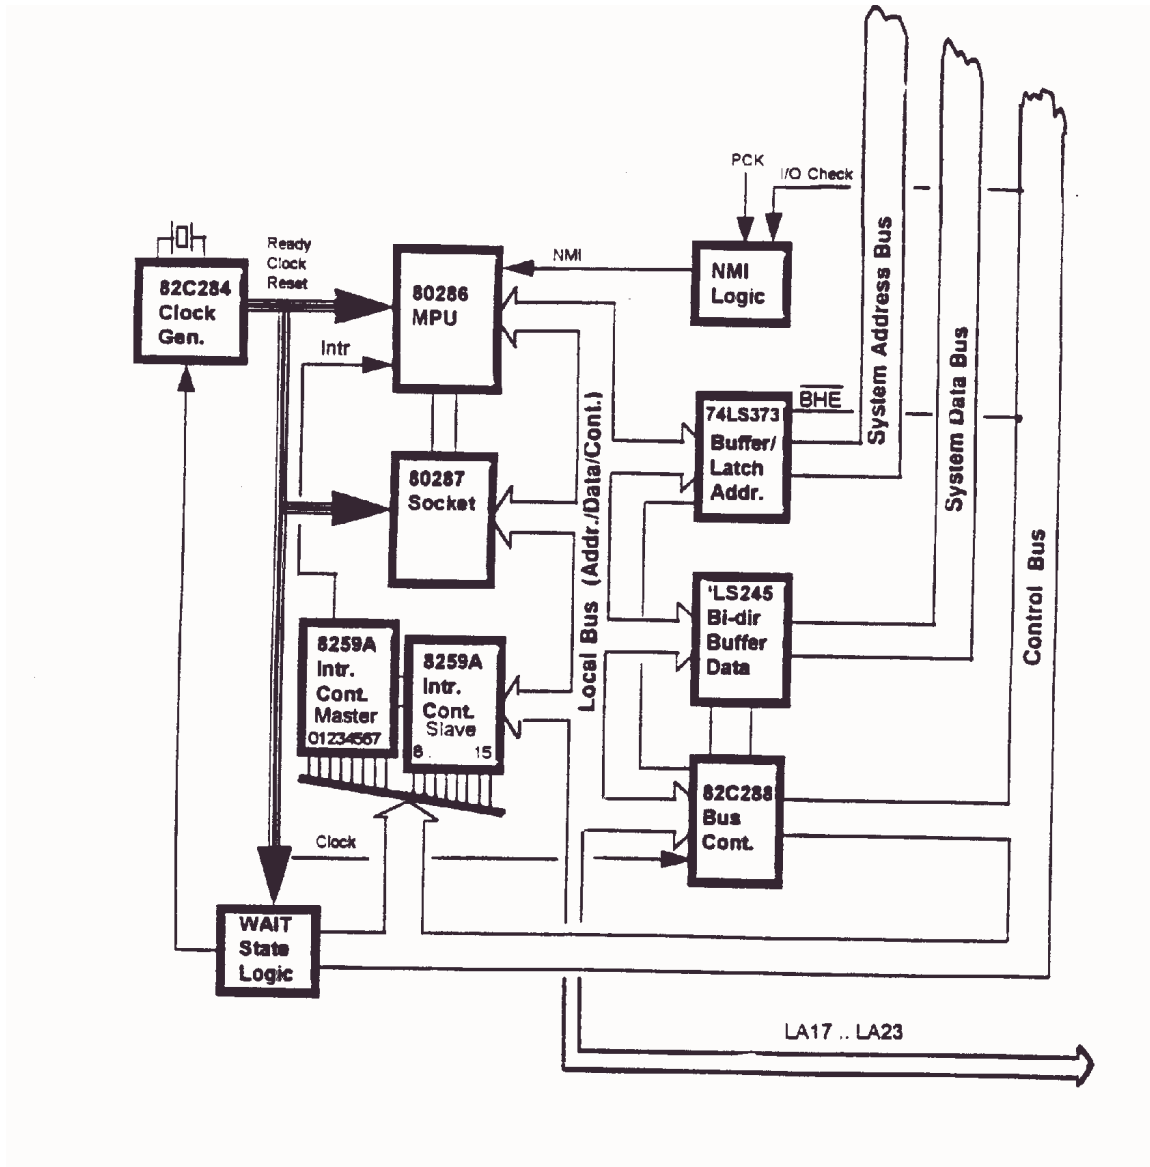 PCK
I/O Check
System Address Bus
System Data Bus
Control Bus
Ready
Clock
Reset
82C284
Clock
Gen.
80286
MPU
NMI
NMI
Logic
Intr
BHE
74LS373
Buffer/
Latch
Addr.
80287
Socket
Local Bus (Addr./Data/Cont.)
'LS245
Bi-dir
Buffer
Data
8259A
Intr.
Cont.
Master
01234567
8259A
Intr.
Cont.
Slave
8 . 15
82C288
Bus
Cont.
Clock
WAIT
State
Logic
LA17 .. LA23